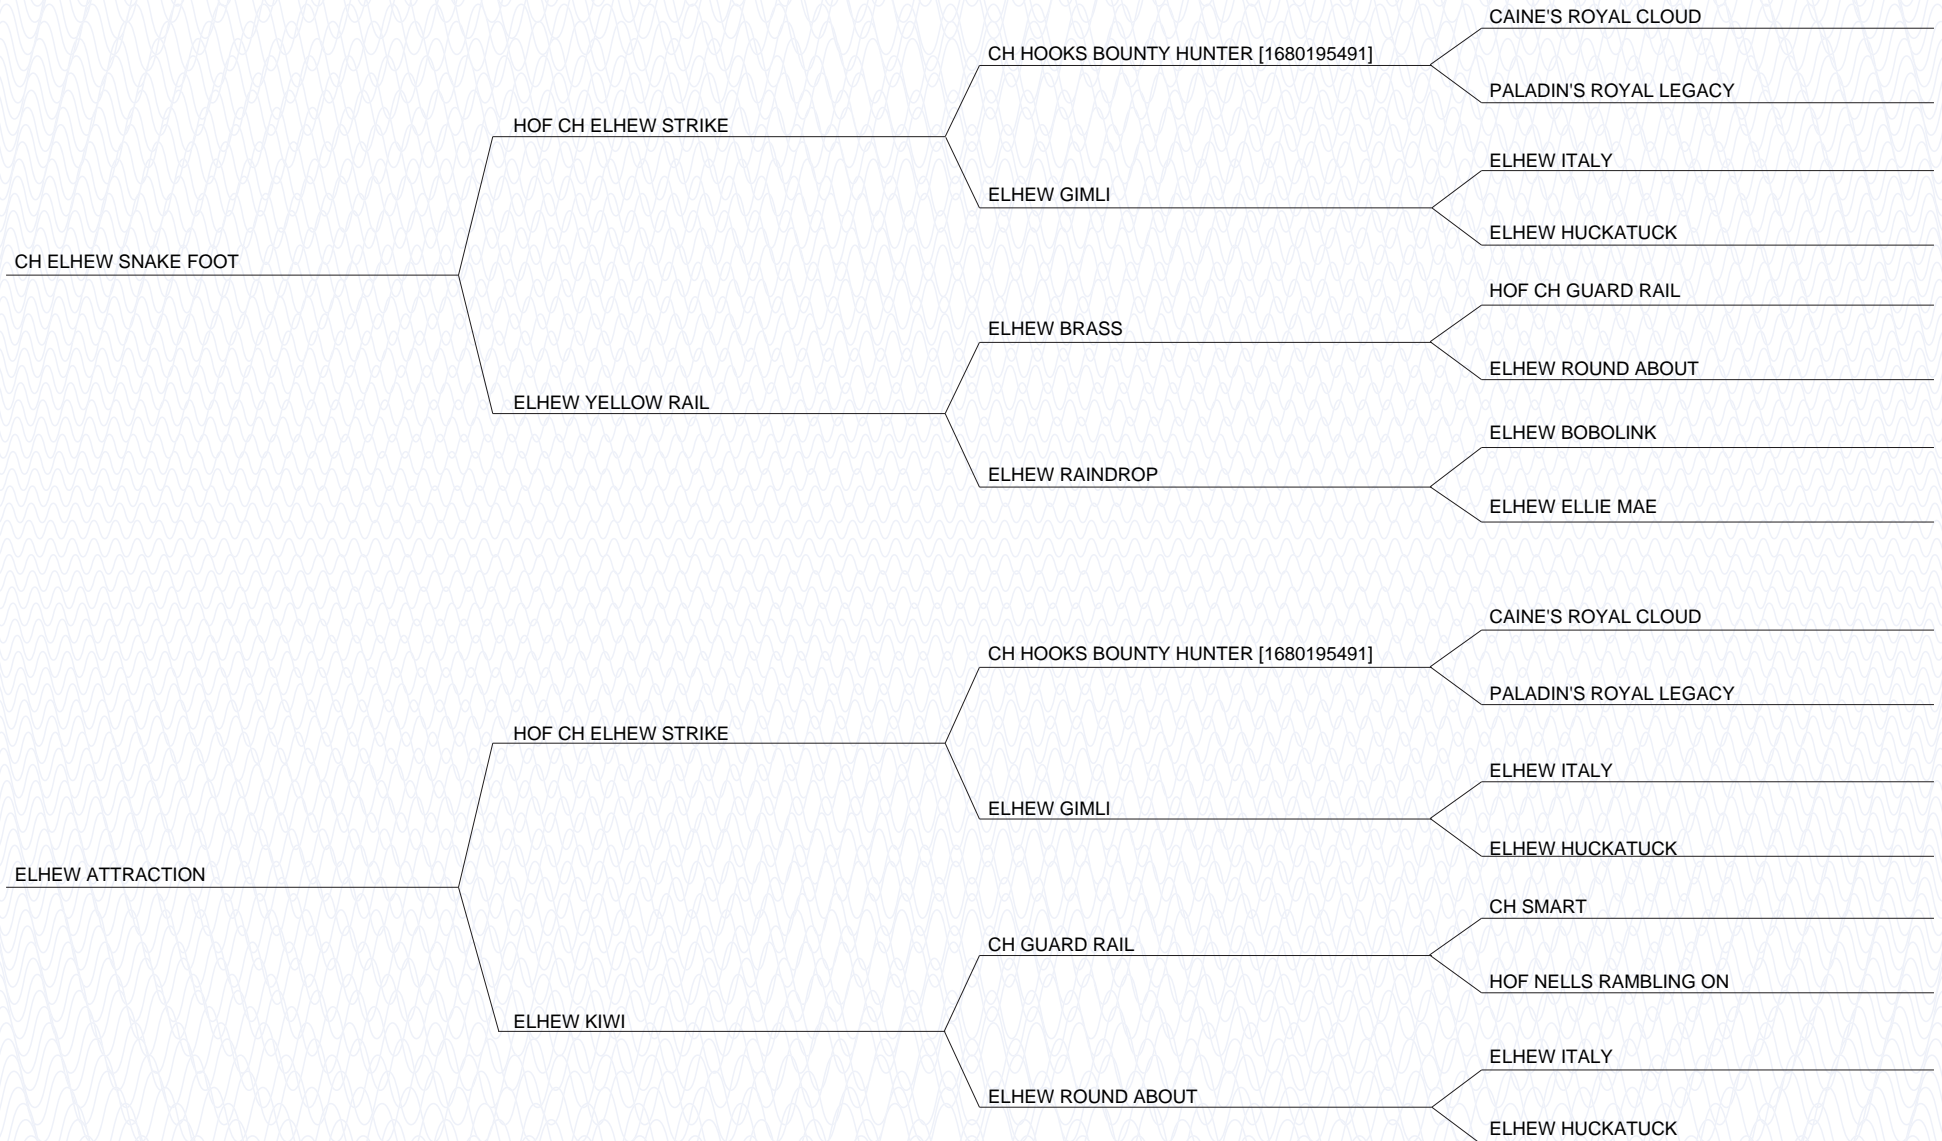 CAINE'S ROYAL CLOUD
CH HOOKS BOUNTY HUNTER [1680195491]
PALADIN'S ROYAL LEGACY
HOF CH ELHEW STRIKE
ELHEW ITALY
ELHEW GIMLI
ELHEW HUCKATUCK
CH ELHEW SNAKE FOOT
HOF CH GUARD RAIL
ELHEW BRASS
ELHEW ROUND ABOUT
ELHEW YELLOW RAIL
ELHEW BOBOLINK
ELHEW RAINDROP
ELHEW ELLIE MAE
CAINE'S ROYAL CLOUD
CH HOOKS BOUNTY HUNTER [1680195491]
PALADIN'S ROYAL LEGACY
HOF CH ELHEW STRIKE
ELHEW ITALY
ELHEW GIMLI
ELHEW HUCKATUCK
ELHEW ATTRACTION
CH SMART
CH GUARD RAIL
HOF NELLS RAMBLING ON
ELHEW KIWI
ELHEW ITALY
ELHEW ROUND ABOUT
ELHEW HUCKATUCK